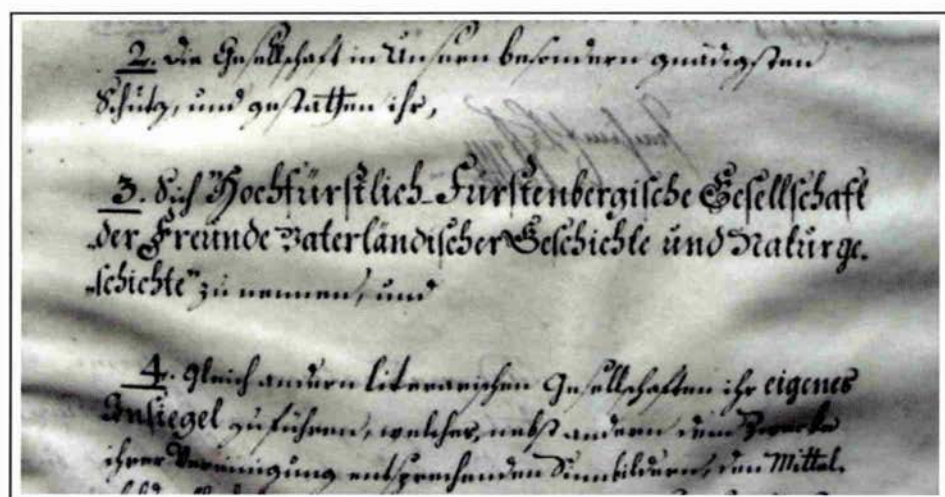 2. Die Gesellschaft in Unsern besondern gnädigsten
Schutz, und gestatten ihr,
3. Sich "Hochfürstlich-Fürstenbergische Gesellschaft
der Freunde Vaterländischer Geschichte und Naturge-
"schichte" zu nennen, und
4. Gleich andern literarischen Gesellschaften ihr eigenes
Insiegel zu führen, welches, nebst andern dem Zwecke
ihrer Vereinigung entsprechenden Sinnbildern, den Mittel-